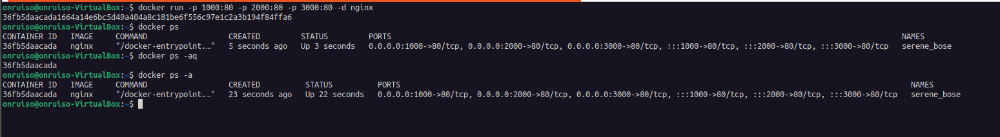 onruiso@onruiso-VirtualBox:~$ docker run -p 1000:80 -p 2000:80 -p 3000:80 -d nginx
36fb5daacada1664a14e6bc5d49a404a8c181be6f556c97e1c2a3b194f84ffa6
onruiso@onruiso-VirtualBox:~$ docker ps
CONTAINER ID   IMAGE     COMMAND                  CREATED         STATUS         PORTS                                                                                                             NAMES
36fb5daacada   nginx     "/docker-entrypoint.…"   5 seconds ago   Up 3 seconds   0.0.0.0:1000->80/tcp, 0.0.0.0:2000->80/tcp, 0.0.0.0:3000->80/tcp, :::1000->80/tcp, :::2000->80/tcp, :::3000->80/tcp   serene_bose
onruiso@onruiso-VirtualBox:~$ docker ps -aq
36fb5daacada
onruiso@onruiso-VirtualBox:~$ docker ps -a
CONTAINER ID   IMAGE     COMMAND                  CREATED          STATUS          PORTS                                                                                                             NAMES
36fb5daacada   nginx     "/docker-entrypoint.…"   23 seconds ago   Up 22 seconds   0.0.0.0:1000->80/tcp, 0.0.0.0:2000->80/tcp, 0.0.0.0:3000->80/tcp, :::1000->80/tcp, :::2000->80/tcp, :::3000->80/tcp   serene_bose
onruiso@onruiso-VirtualBox:~$